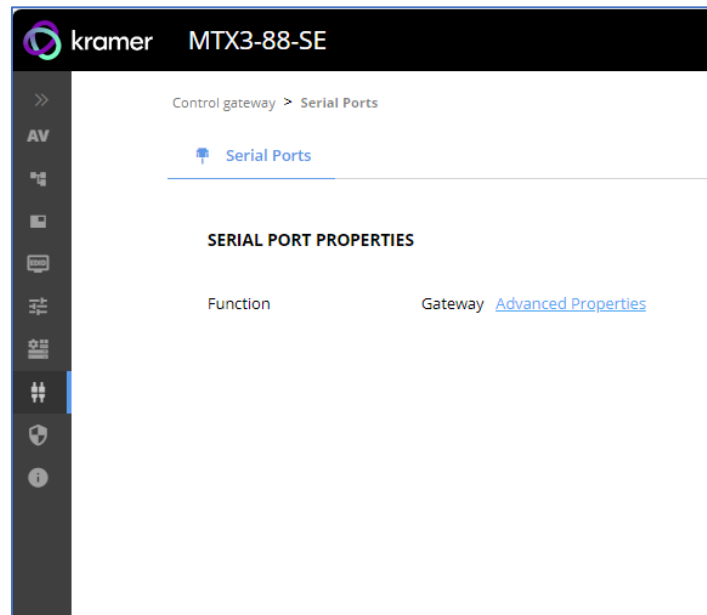 kramer MTX3-88-SE
Control gateway > Serial Ports
AV
Serial Ports
SERIAL PORT PROPERTIES
Function Gateway Advanced Properties